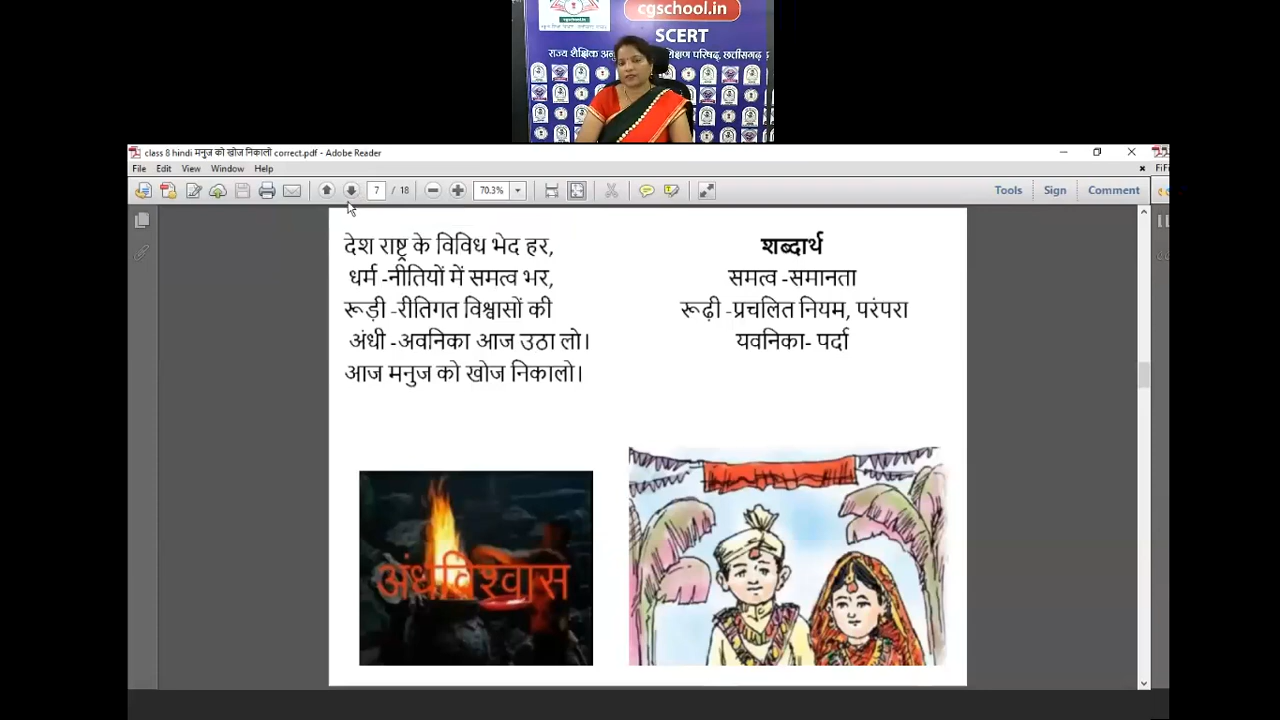 cgschool.in
SCERT
class 8 hindi मनुज को खोज निकालो correct.pdf - Adobe Reader
File Edit View Window Help
7 / 18 70.3% Tools Sign Comment
देश राष्ट्र के विविध भेद हर,
धर्म -नीतियों में समत्व भर,
रूड़ी -रीतिगत विश्वासों की
अंधी -अवनिका आज उठा लो।
आज मनुज को खोज निकालो।
शब्दार्थ
समत्व -समानता
रूढ़ी -प्रचलित नियम, परंपरा
यवनिका- पर्दा
अंधविश्वास